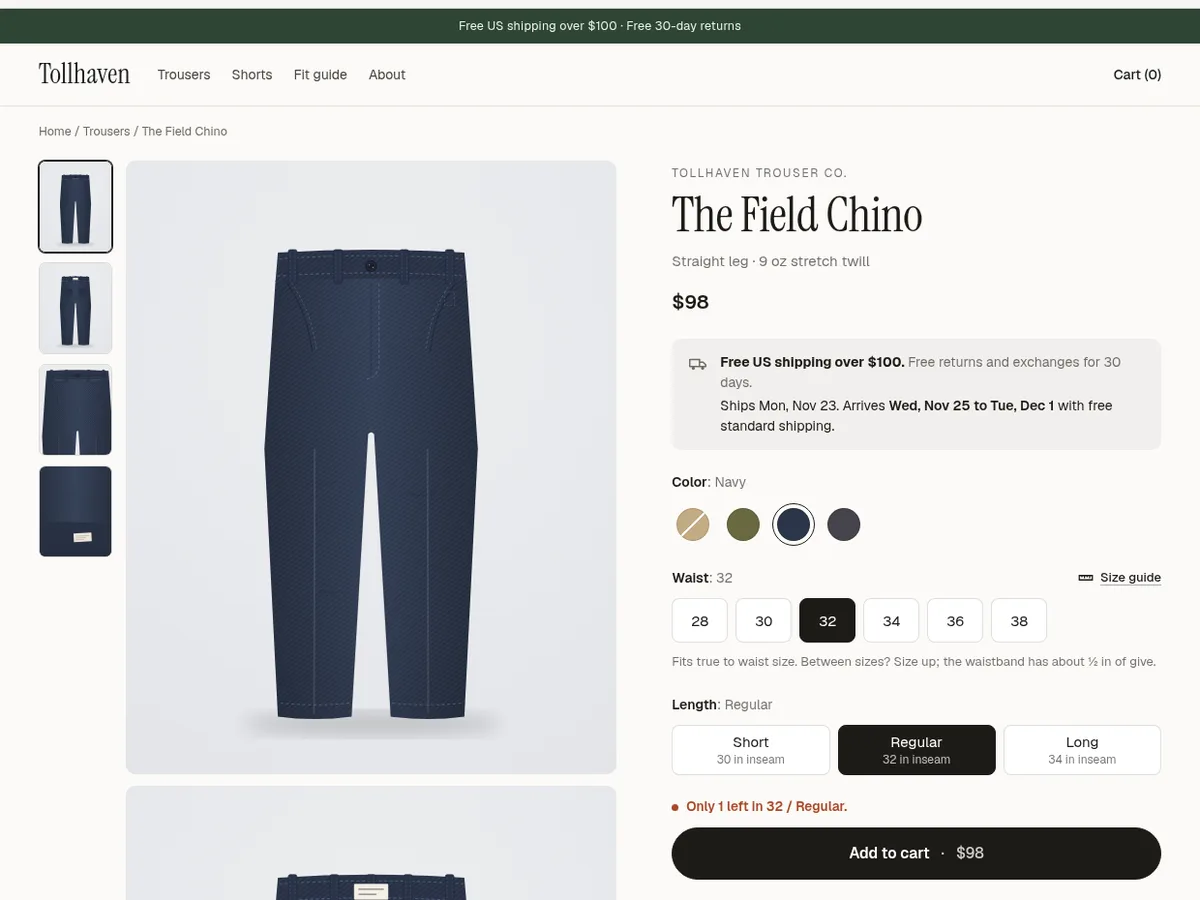 Free US shipping over $100 · Free 30-day returns
Tollhaven
Trousers
Shorts
Fit guide
About
Cart (0)
Home / Trousers / The Field Chino
TOLLHAVEN TROUSER CO.
The Field Chino
Straight leg · 9 oz stretch twill
$98
Free US shipping over $100. Free returns and exchanges for 30
days.
Ships Mon, Nov 23. Arrives Wed, Nov 25 to Tue, Dec 1 with free
standard shipping.
Color: Navy
Waist: 32
Size guide
28
30
32
34
36
38
Fits true to waist size. Between sizes? Size up; the waistband has about ½ in of give.
Length: Regular
Short
30 in inseam
Regular
32 in inseam
Long
34 in inseam
Only 1 left in 32 / Regular.
Add to cart · $98